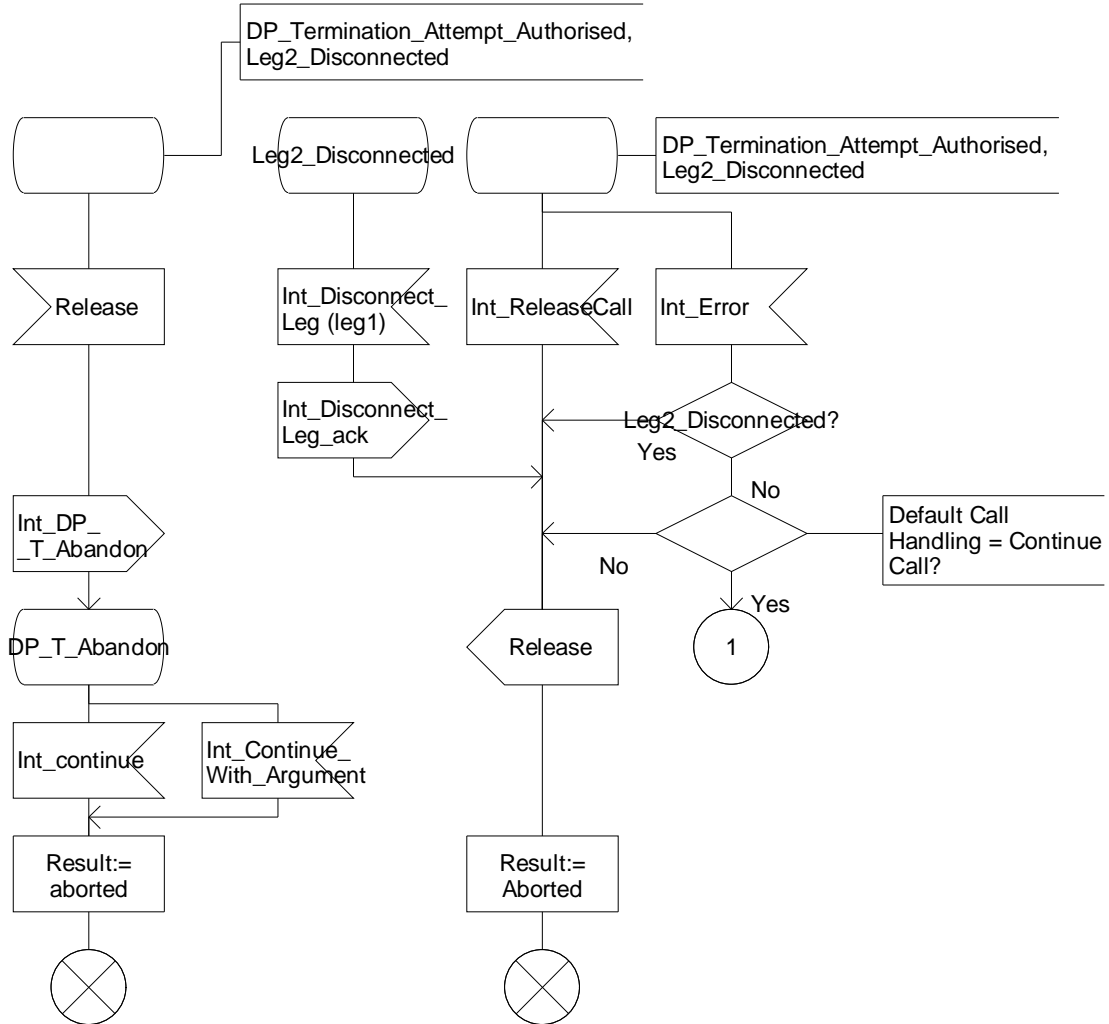 DP_Termination_Attempt_Authorised,
Leg2_Disconnected
Leg2_Disconnected
DP_Termination_Attempt_Authorised,
Leg2_Disconnected
Release
Int_Disconnect_
Leg (leg1)
Int_ReleaseCall
Int_Error
Int_Disconnect_
Leg_ack
Leg2_Disconnected?
Yes
No
Int_DP_
_T_Abandon
Default Call
Handling = Continue
Call?
No
Yes
DP_T_Abandon
Release
1
Int_continue
Int_Continue_
With_Argument
Result:=
aborted
Result:=
Aborted